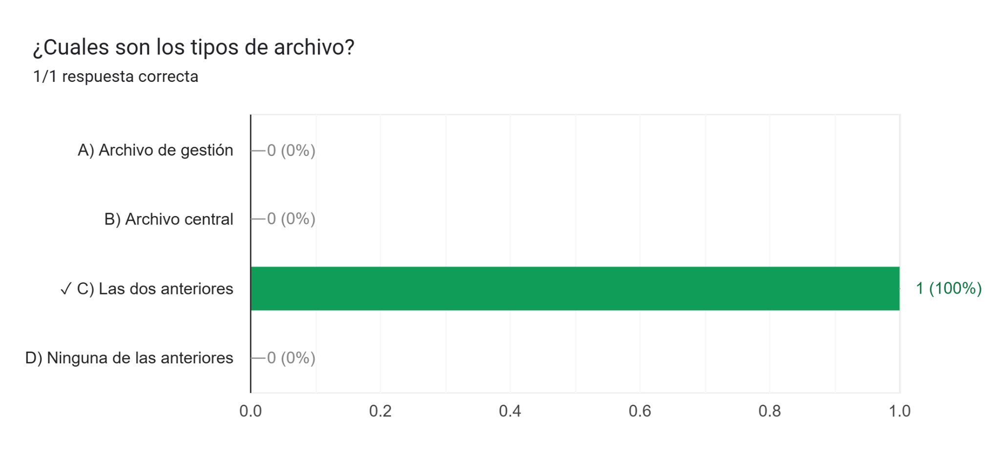 ¿Cuales son los tipos de archivo?
1/1 respuesta correcta
A) Archivo de gestión
0 (0%)
B) Archivo central
0 (0%)
✓ C) Las dos anteriores
1 (100%)
D) Ninguna de las anteriores
0 (0%)
0.0 0.2 0.4 0.6 0.8 1.0